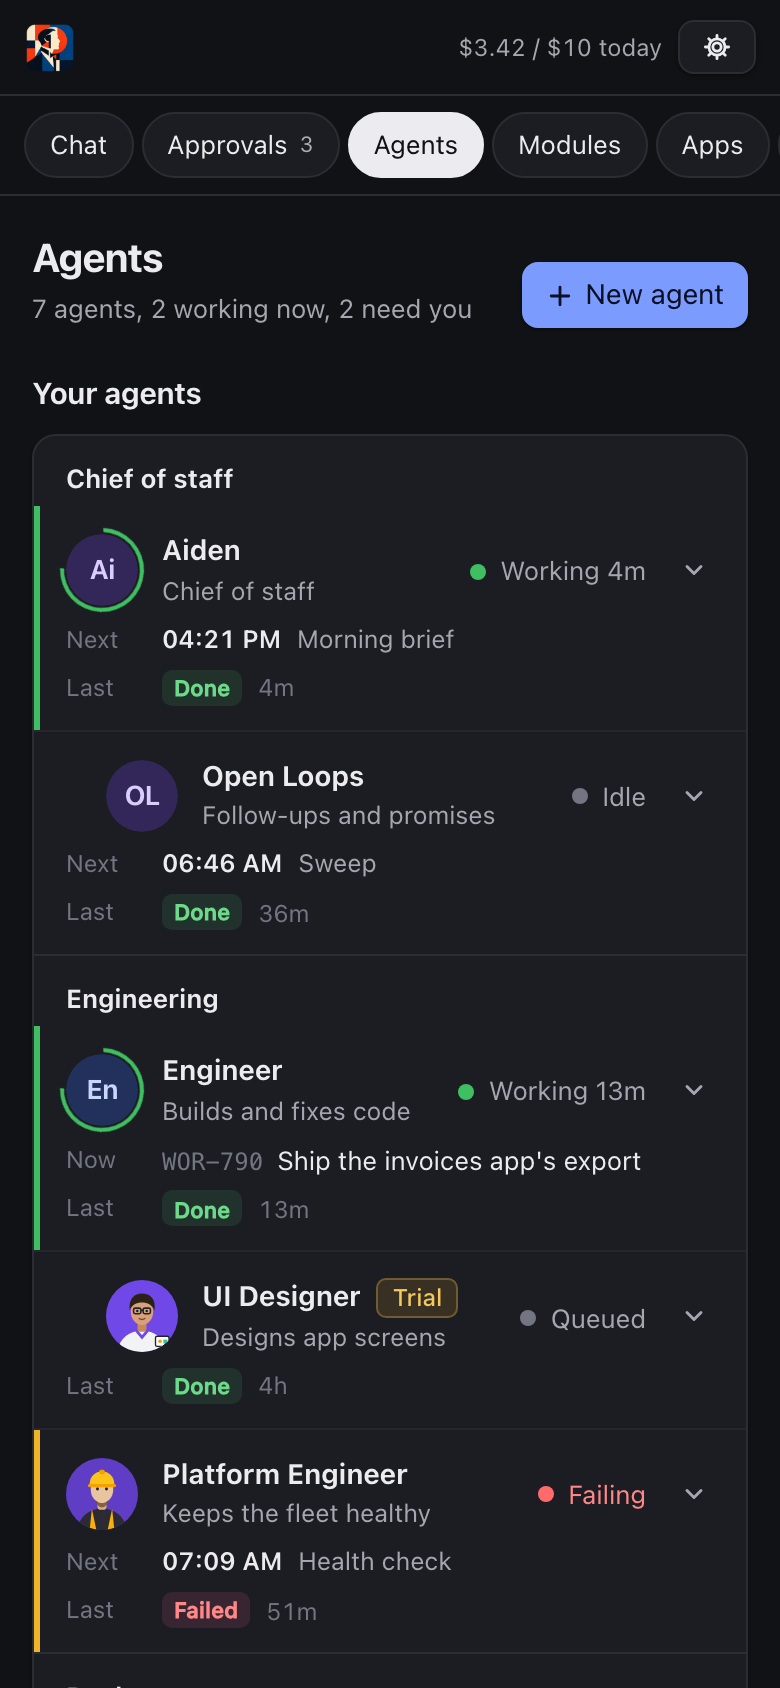 $3.42 / $10 today
Chat
Approvals 3
Agents
Modules
Apps
Agents
7 agents, 2 working now, 2 need you
+ New agent
Your agents
Chief of staff
Ai
Aiden
Chief of staff
Working 4m
Next 04:21 PM Morning brief
Last Done 4m
OL
Open Loops
Follow-ups and promises
Idle
Next 06:46 AM Sweep
Last Done 36m
Engineering
En
Engineer
Builds and fixes code
Working 13m
Now WOR-790 Ship the invoices app's export
Last Done 13m
UI Designer Trial
Designs app screens
Queued
Last Done 4h
Platform Engineer
Keeps the fleet healthy
Failing
Next 07:09 AM Health check
Last Failed 51m